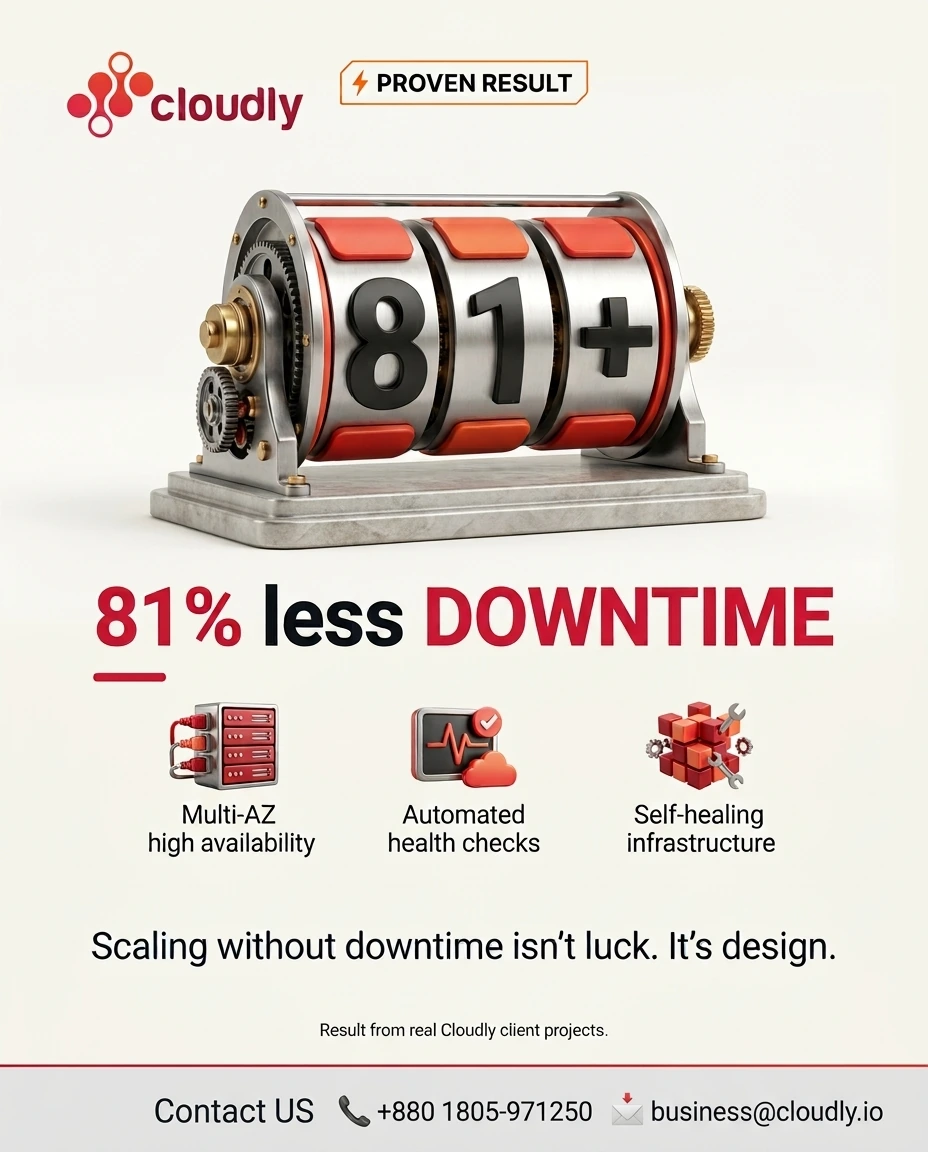 cloudly
PROVEN RESULT
81+
81% less DOWNTIME
Multi-AZ
high availability
Automated
health checks
Self-healing
infrastructure
Scaling without downtime isn’t luck. It’s design.
Result from real Cloudly client projects.
Contact US +880 1805-971250 business@cloudly.io